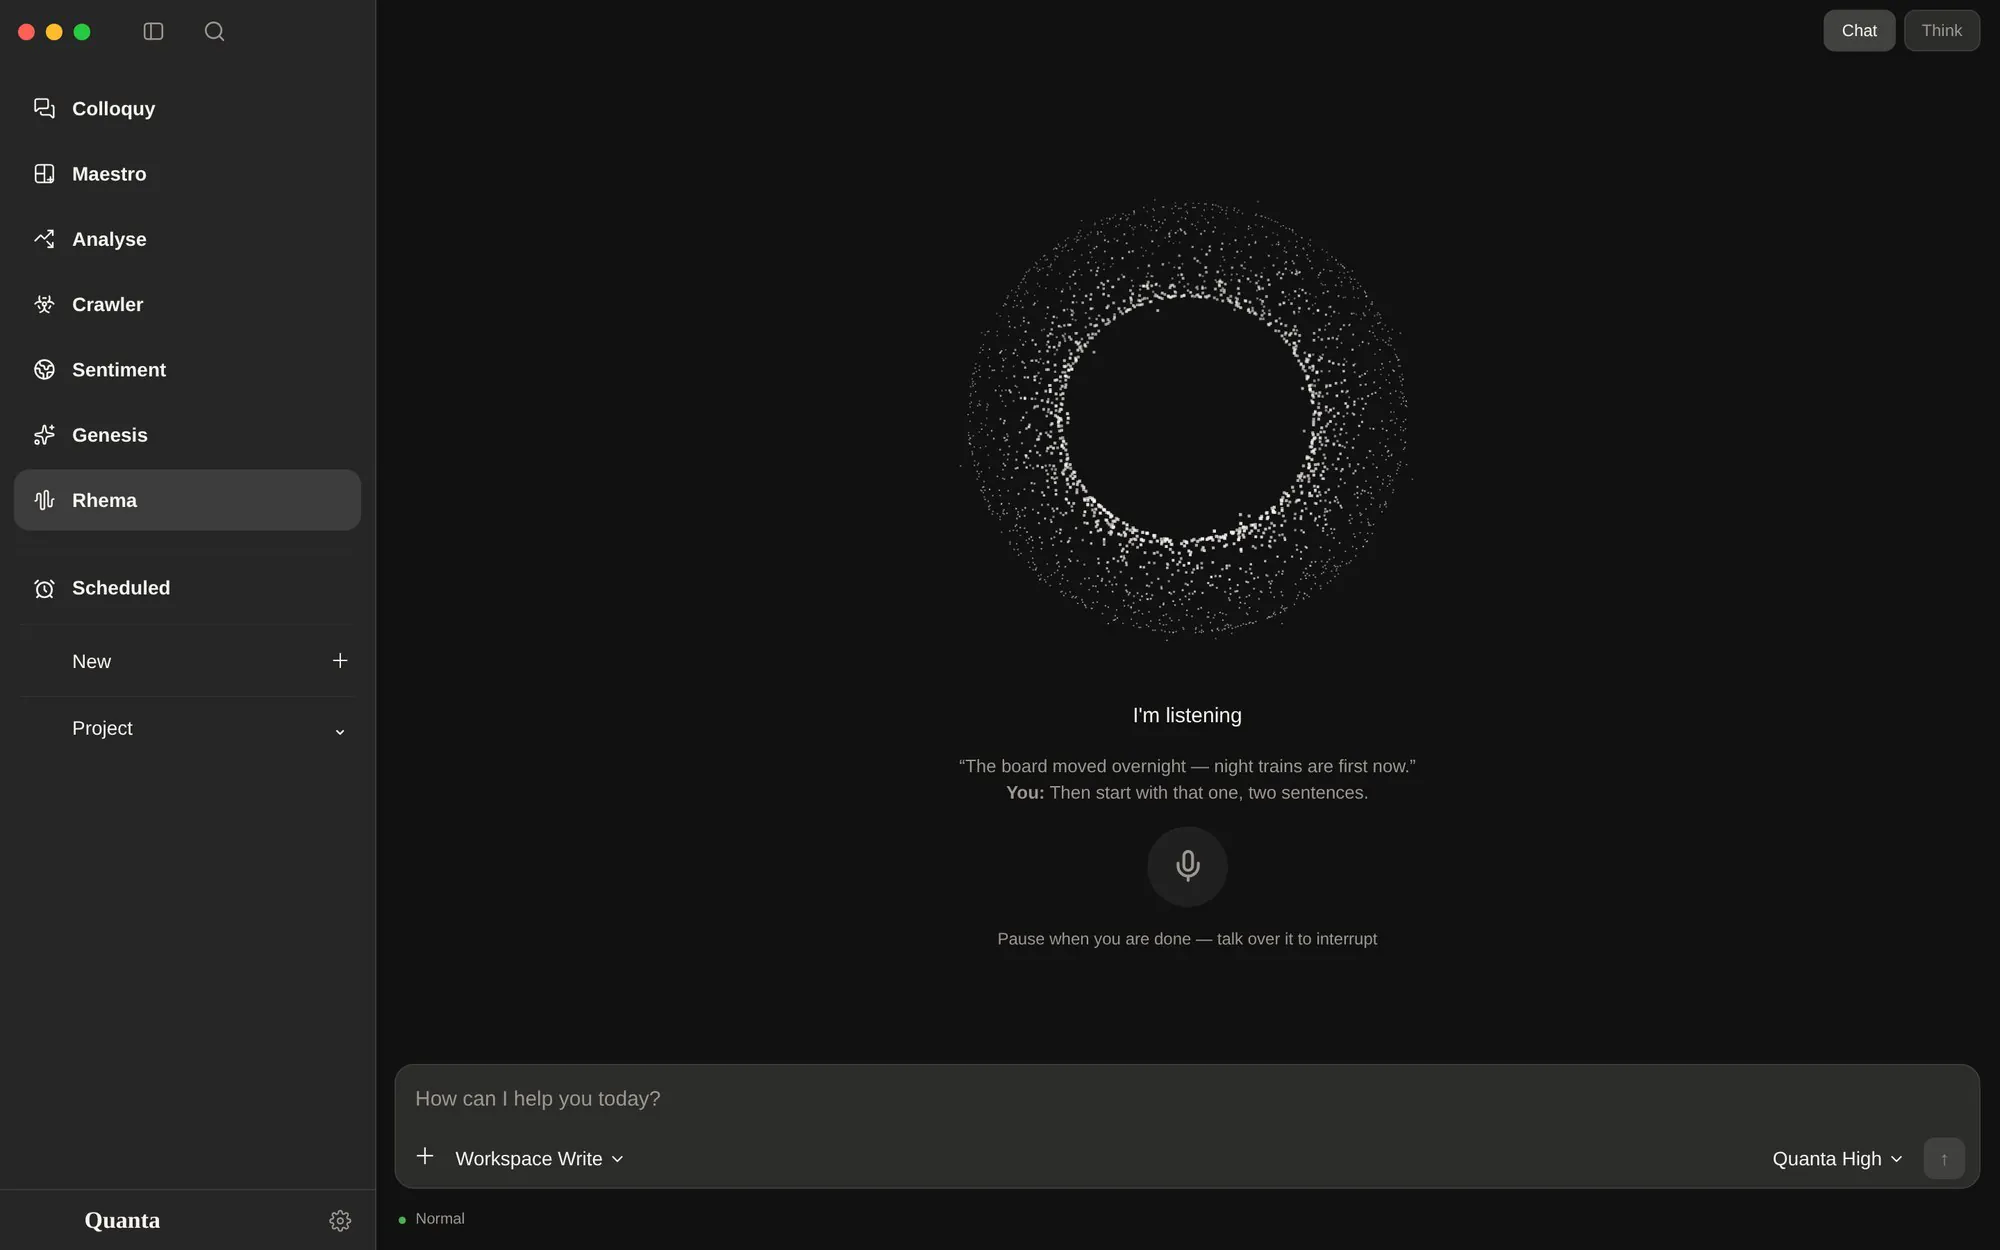 Chat
Think
Colloquy
Maestro
Analyse
Crawler
Sentiment
Genesis
Rhema
Scheduled
New
Project
I'm listening
“The board moved overnight — night trains are first now.”
You: Then start with that one, two sentences.
Pause when you are done — talk over it to interrupt
How can I help you today?
Workspace Write
Quanta High
Quanta
Normal